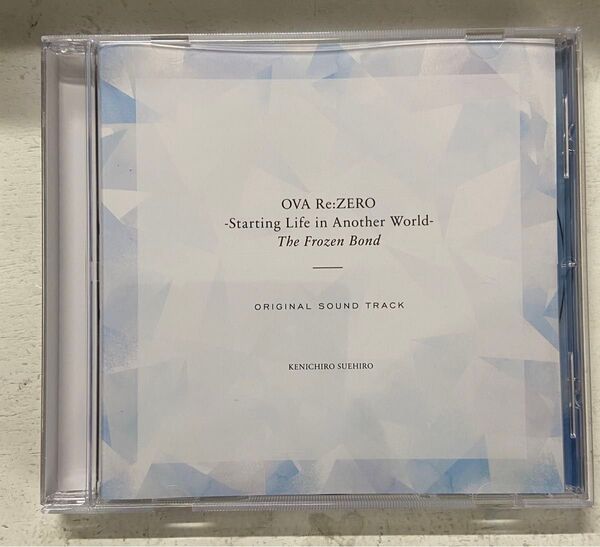 OVA Re:ZERO
-Starting Life in Another World-
The Frozen Bond
ORIGINAL SOUND TRACK
KENICHIRO SUEHIRO